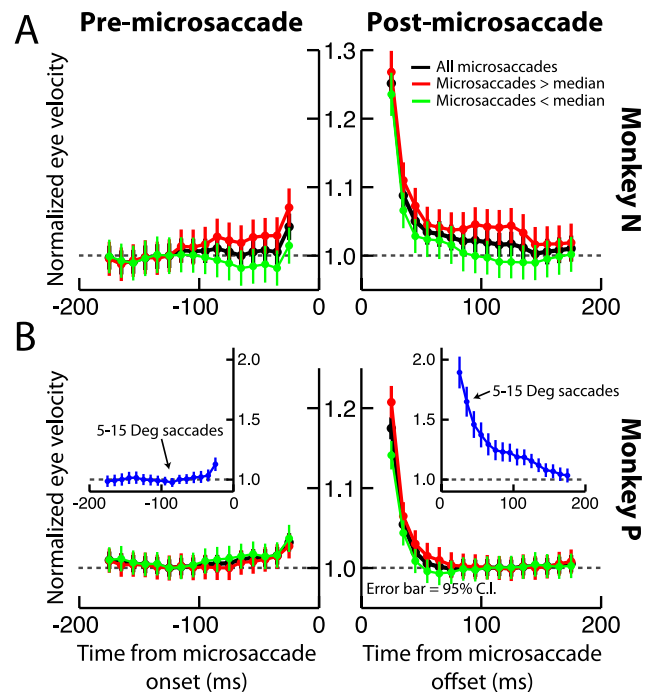 A
Pre-microsaccade
Post-microsaccade
Normalized eye velocity
1.3
1.2
1.1
1.0
All microsaccades
Microsaccades > median
Microsaccades < median
Monkey N
-200
-100
0
0
100
200
B
Normalized eye velocity
2.0
1.5
1.0
5-15 Deg saccades
-200
-100
0
1.2
1.1
1.0
2.0
1.5
1.0
5-15 Deg saccades
0
100
200
Monkey P
Error bar = 95% C.I.
-200
-100
0
0
100
200
Time from microsaccade
onset (ms)
Time from microsaccade
offset (ms)